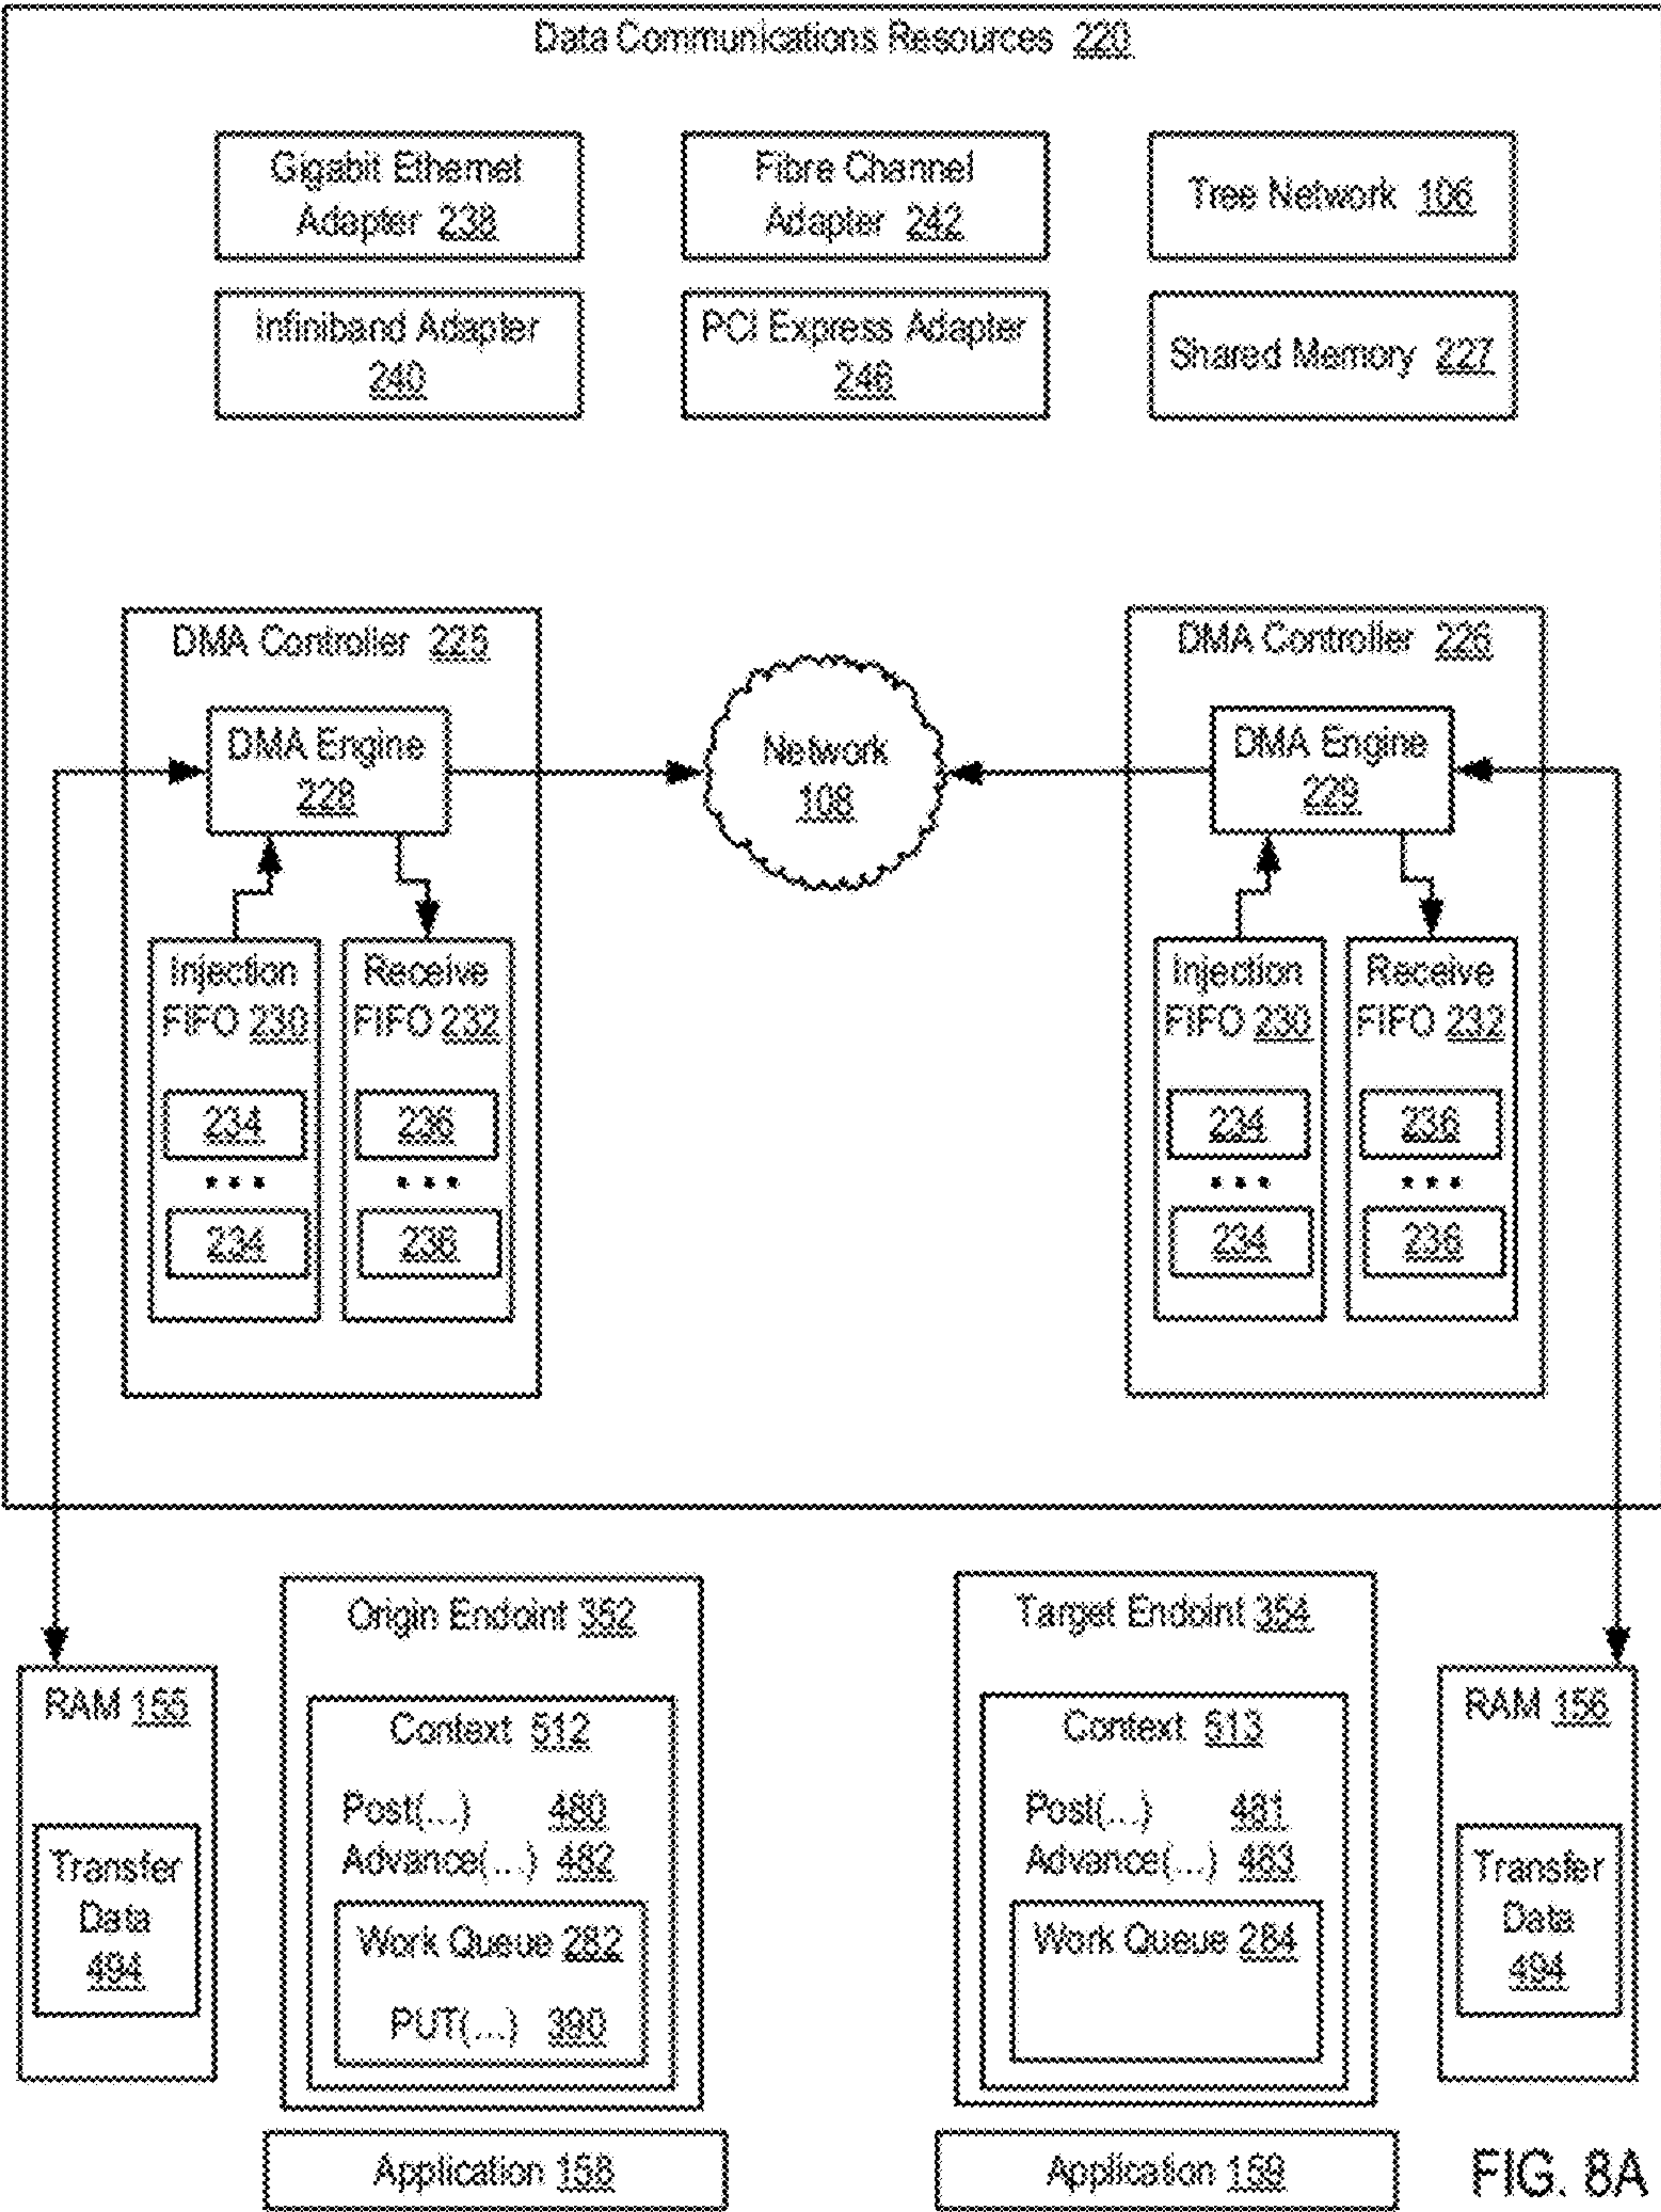 Data Communications Resources 220
Gigabit Ethernet
Adapter 238
Fibre Channel
Adapter 242
Tree Network 106
Infiniband Adapter
240
PCI Express Adapter
246
Shared Memory 227
DMA Controller 225
DMA Engine
228
Injection
FIFO 230
234
• • •
234
Receive
FIFO 232
236
• • •
236
Network
108
DMA Controller 226
DMA Engine
229
Injection
FIFO 230
234
• • •
234
Receive
FIFO 232
236
• • •
236
RAM 155
Transfer
Data
494
Origin Endoint 352
Context 512
Post(...) 480
Advance(...) 482
Work Queue 282
PUT(...) 390
Application 158
Target Endoint 354
Context 513
Post(...) 481
Advance(...) 483
Work Queue 284
Application 159
RAM 156
Transfer
Data
494
FIG. 8A